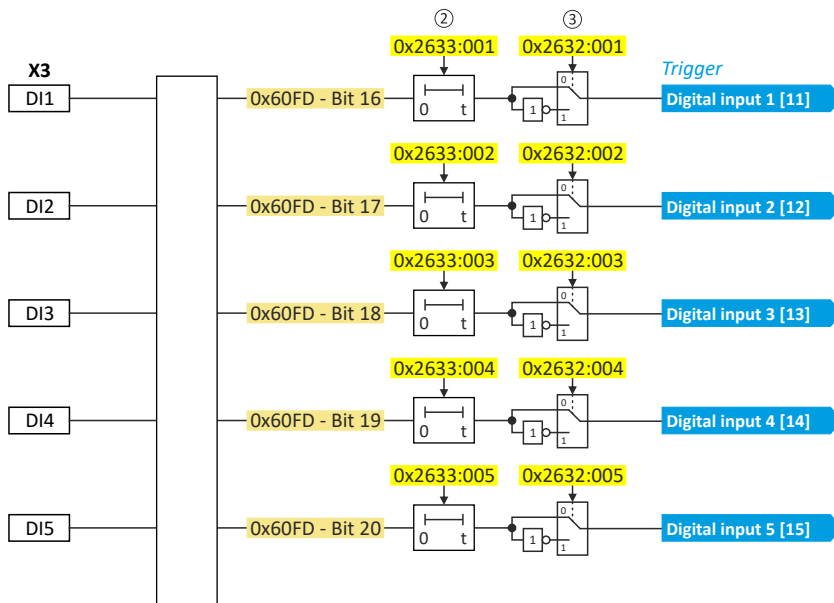 ② ③
0x2633:001 0x2632:001
X3 Trigger
DI1 0x60FD - Bit 16 0 t 1 0 1 Digital input 1 [11]
0x2633:002 0x2632:002
DI2 0x60FD - Bit 17 0 t 1 0 1 Digital input 2 [12]
0x2633:003 0x2632:003
DI3 0x60FD - Bit 18 0 t 1 0 1 Digital input 3 [13]
0x2633:004 0x2632:004
DI4 0x60FD - Bit 19 0 t 1 0 1 Digital input 4 [14]
0x2633:005 0x2632:005
DI5 0x60FD - Bit 20 0 t 1 0 1 Digital input 5 [15]